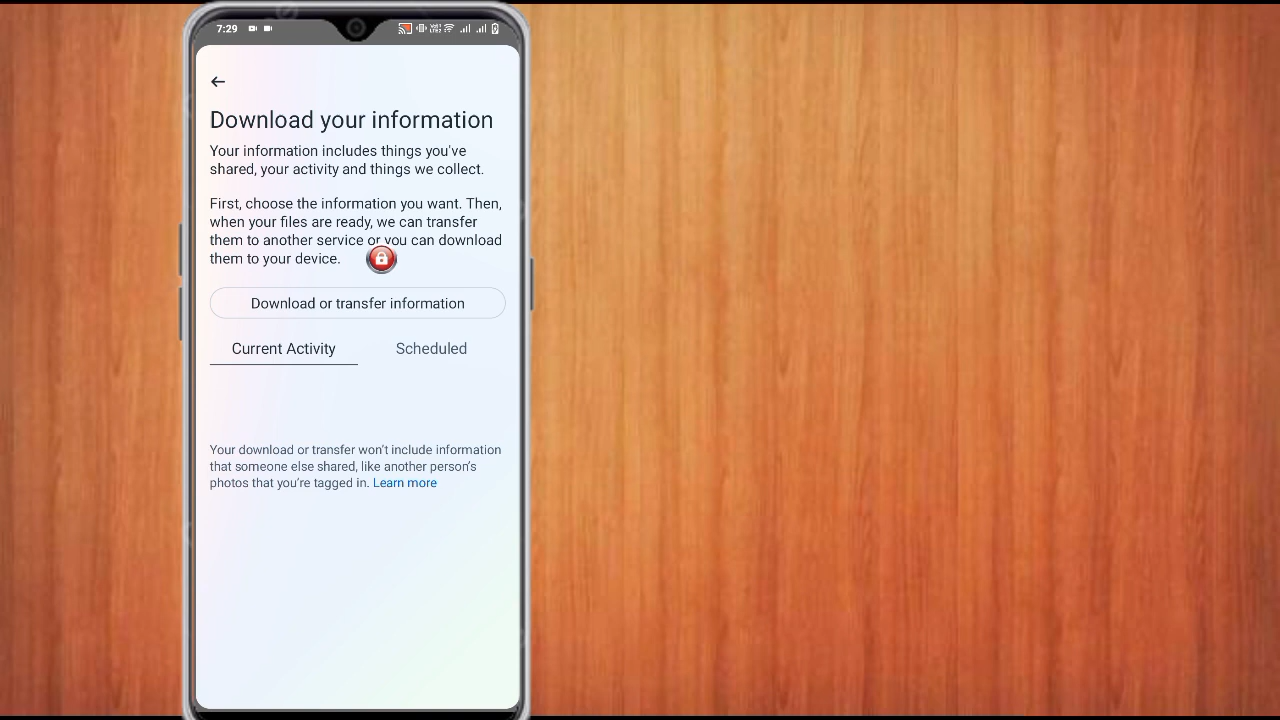 7:29
Download your information
Your information includes things you've
shared, your activity and things we collect.
First, choose the information you want. Then,
when your files are ready, we can transfer
them to another service or you can download
them to your device.
Download or transfer information
Current Activity
Scheduled
Your download or transfer won't include information
that someone else shared, like another person's
photos that you're tagged in. Learn more